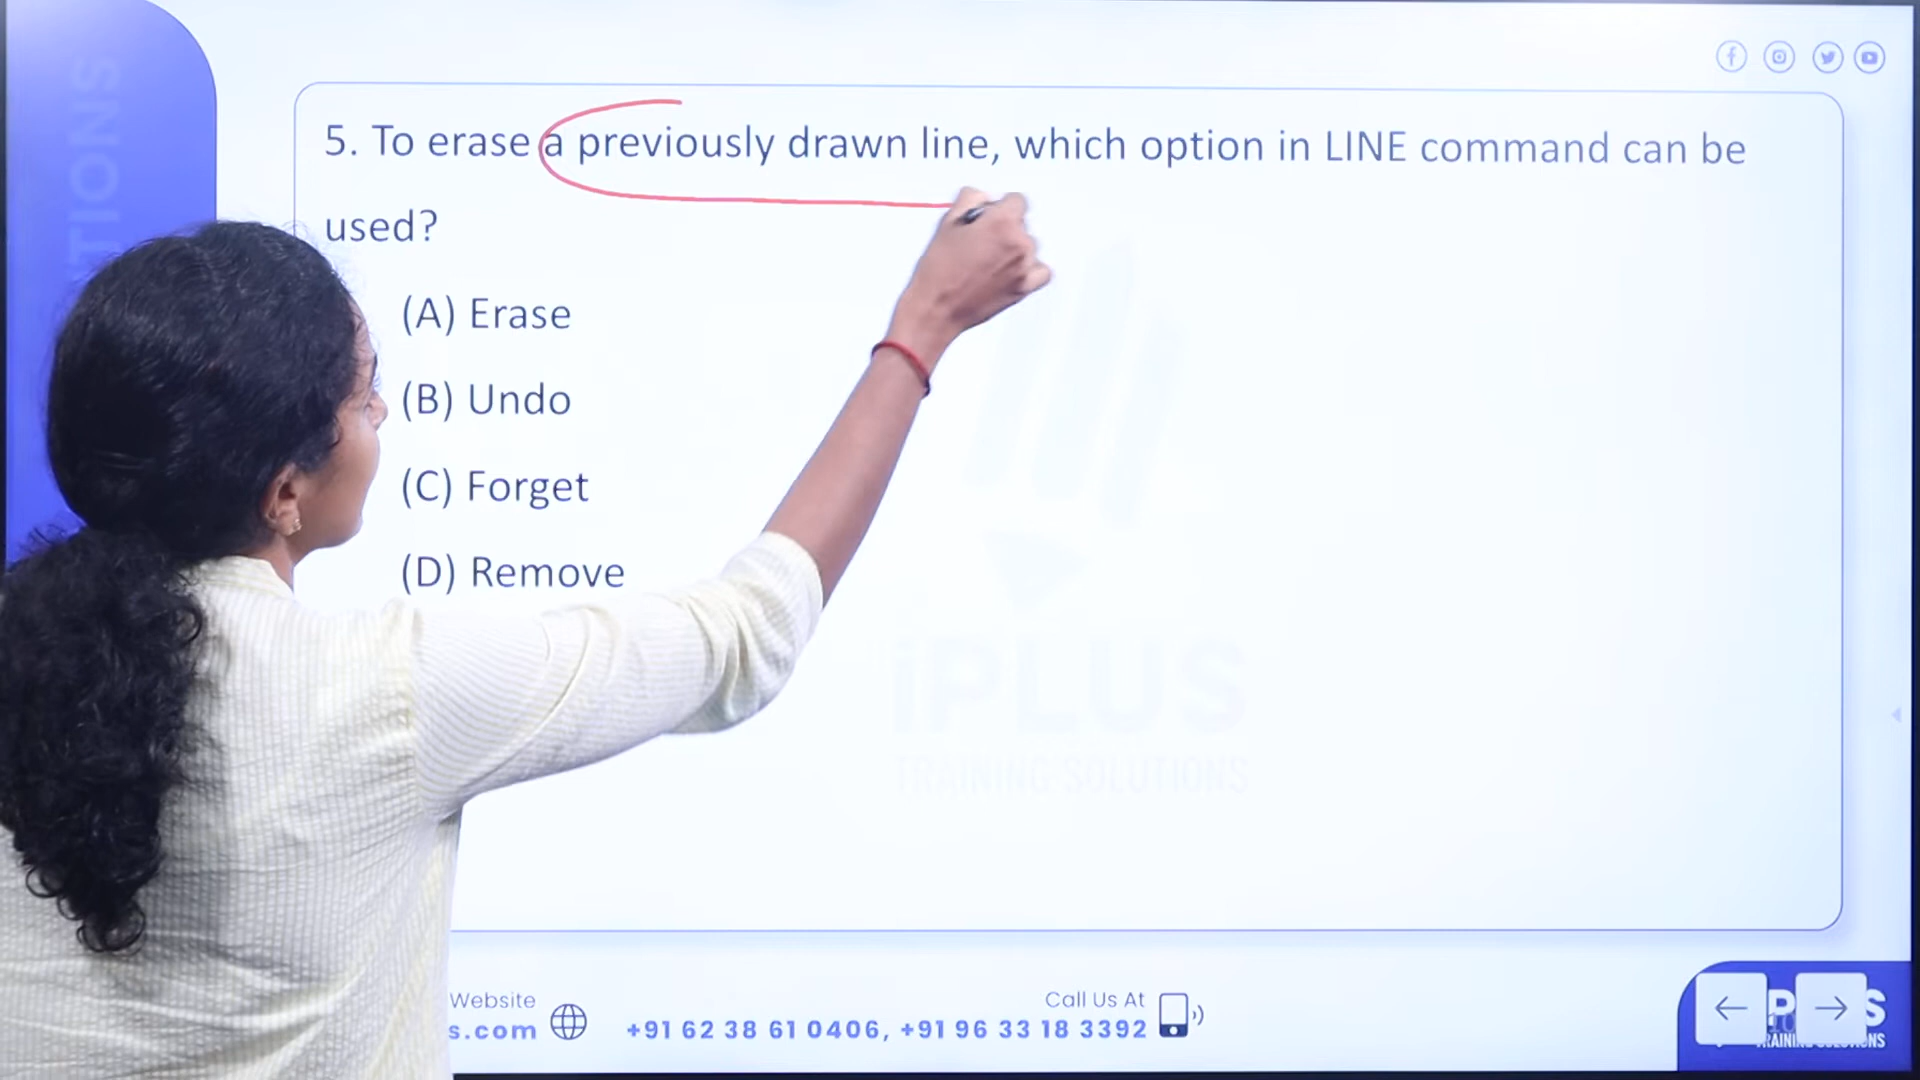 TIONS
5. To erase a previously drawn line, which option in LINE command can be
used?
(A) Erase
(B) Undo
(C) Forget
(D) Remove
iPLUS
TRAINING SOLUTIONS
Website
s.com
Call Us At
+91 62 38 61 0406, +91 96 33 18 3392